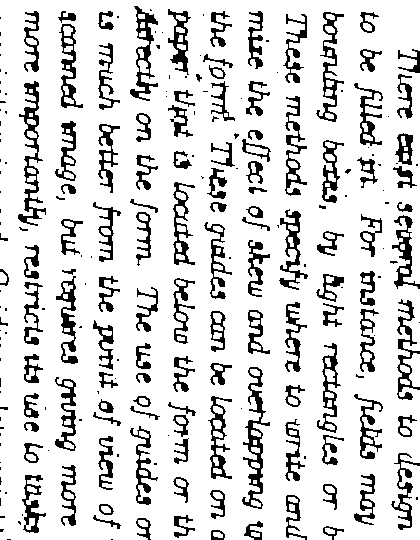 There exist several methods to design
to be filled in. For instance, fields may
bounding boxes, by light rectangles or b
These methods specify where to write and
mize the effect of skew and overlapping
the form. These guides can be located on a
paper that is located below the form or th
directly on the form. The use of guides on
is much better from the point of view of
scanned image, but requires giving more
more importantly, restricts its use to tasks